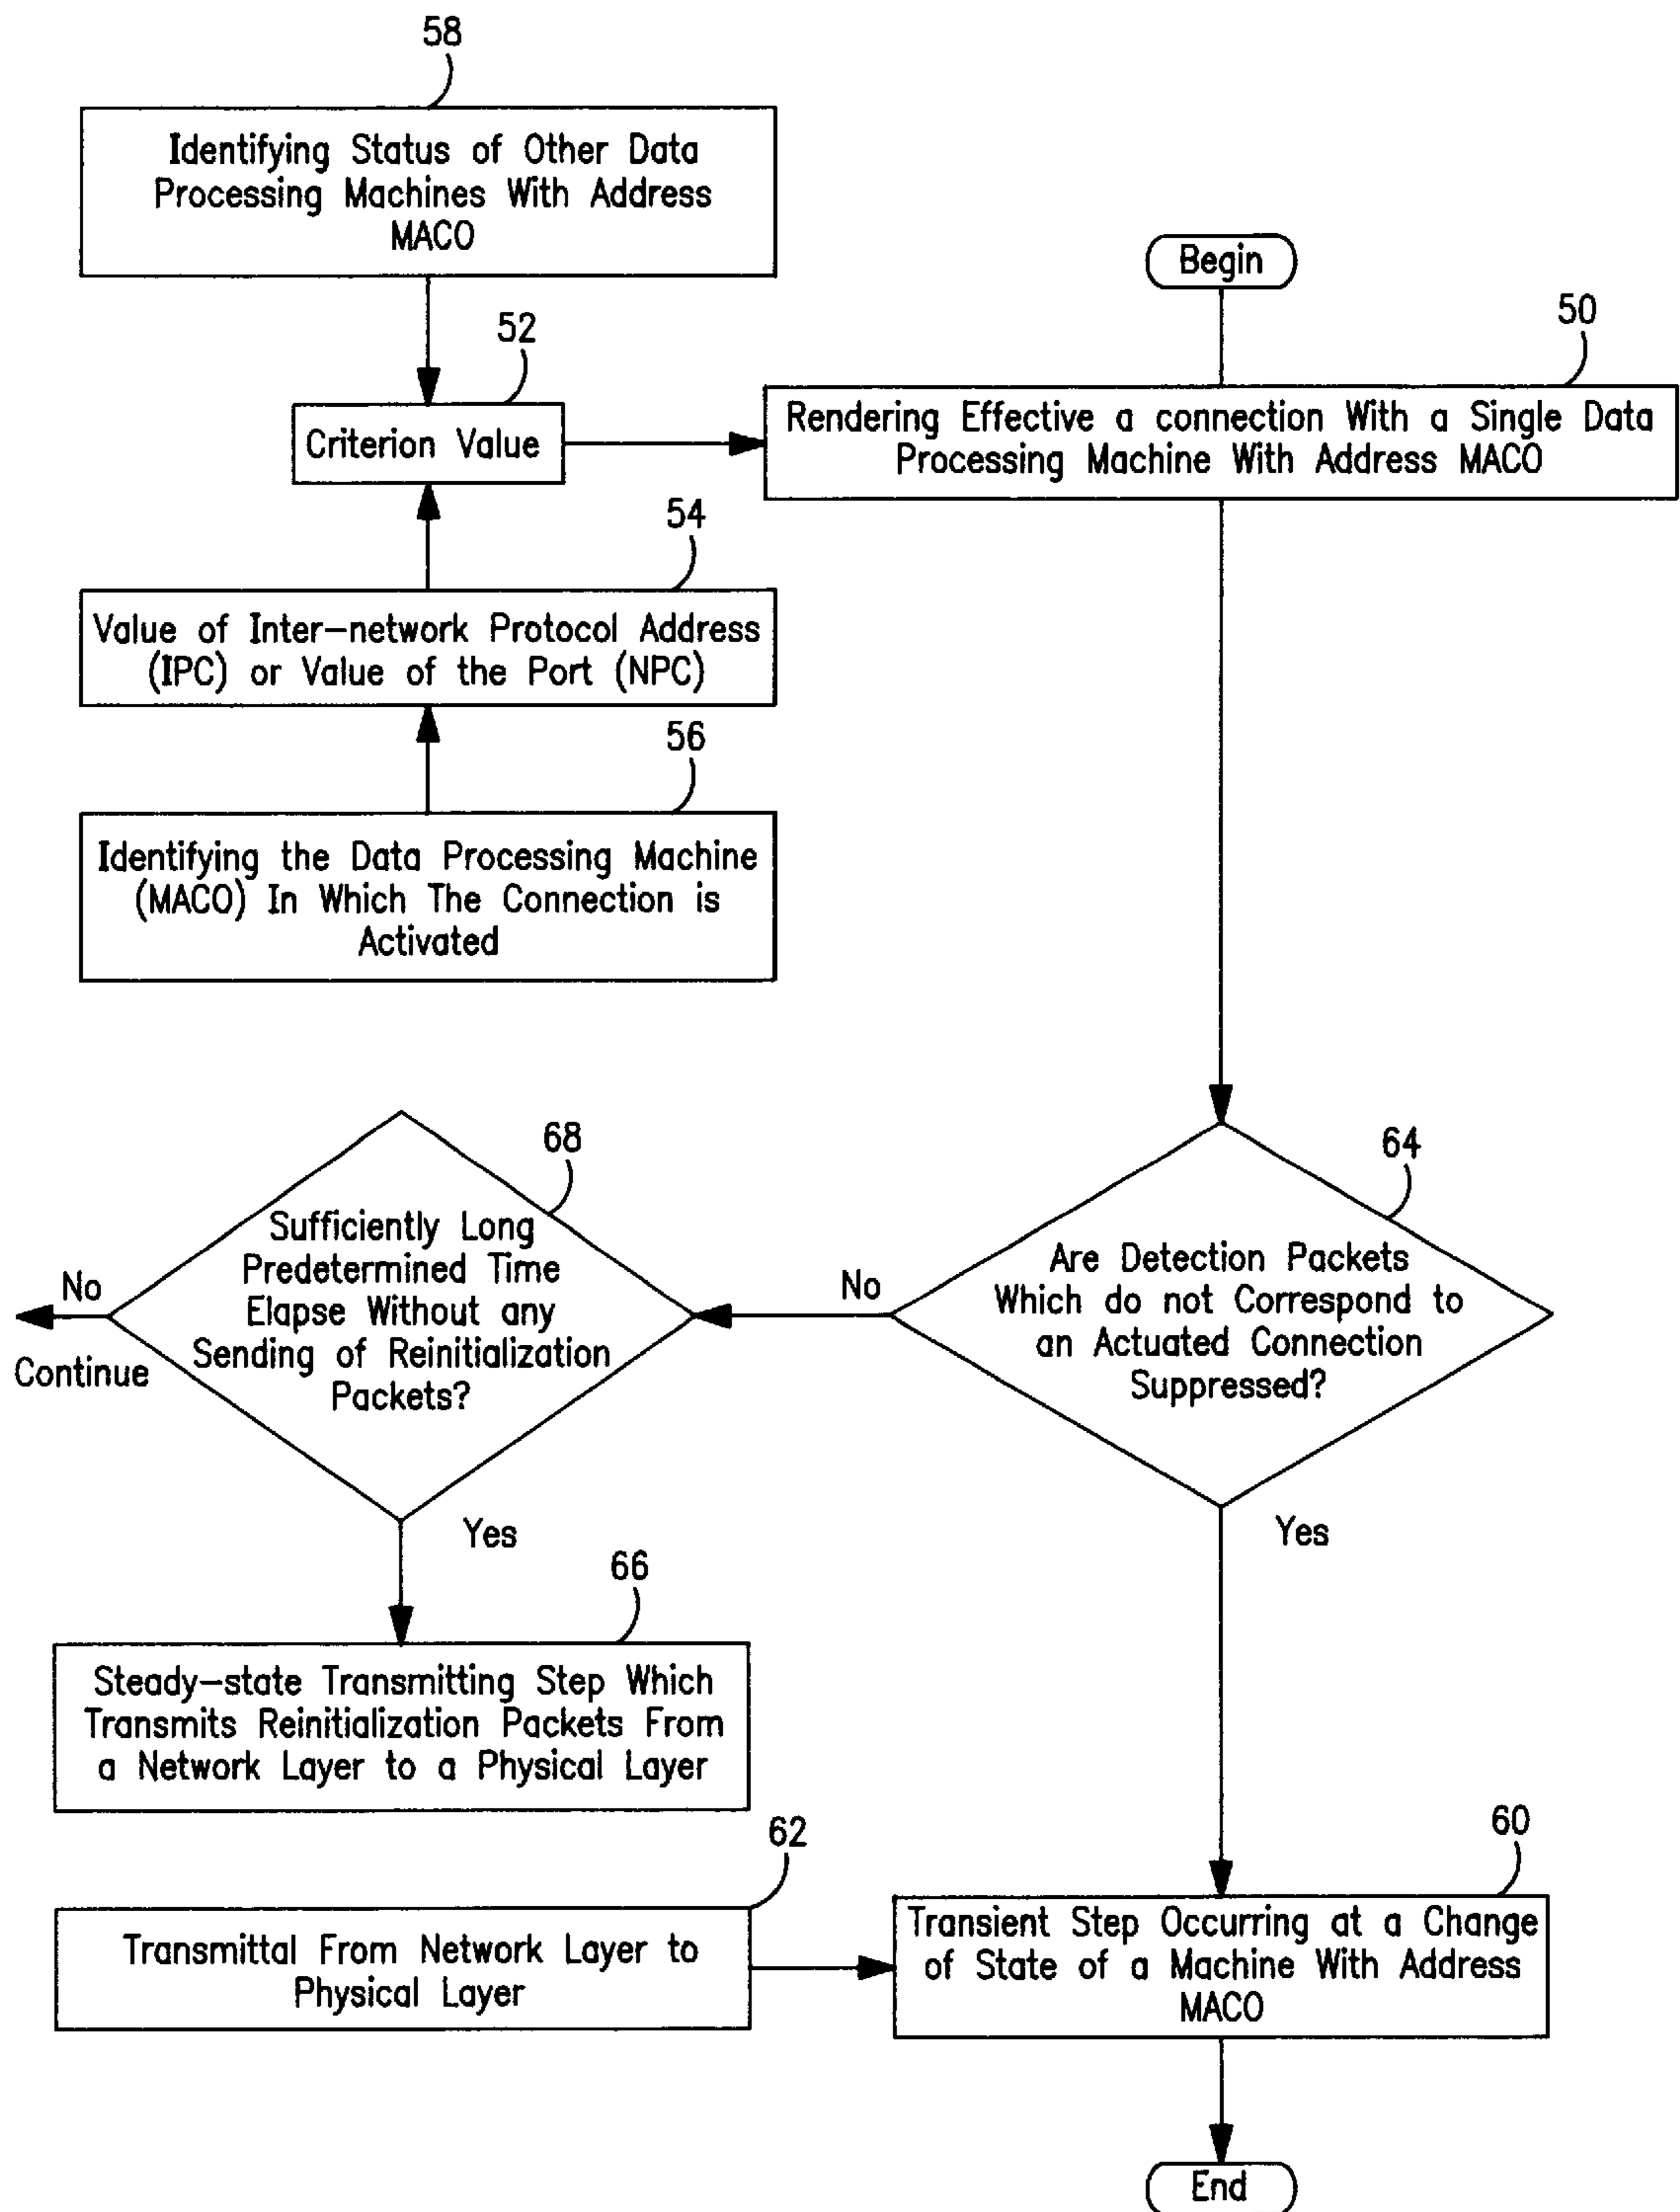 58
Identifying Status of Other Data
Processing Machines With Address
MACO
Begin
52
50
Criterion Value
Rendering Effective a connection With a Single Data
Processing Machine With Address MACO
54
Value of Inter-network Protocol Address
(IPC) or Value of the Port (NPC)
56
Identifying the Data Processing Machine
(MACO) In Which The Connection is
Activated
68
64
Sufficiently Long
Predetermined Time
Elapse Without any
Sending of Reinitialization
Packets?
No
Continue
No
Are Detection Packets
Which do not Correspond to
an Actuated Connection
Suppressed?
Yes
Yes
66
Steady-state Transmitting Step Which
Transmits Reinitialization Packets From
a Network Layer to a Physical Layer
62
60
Transmittal From Network Layer to
Physical Layer
Transient Step Occurring at a Change
of State of a Machine With Address
MACO
End